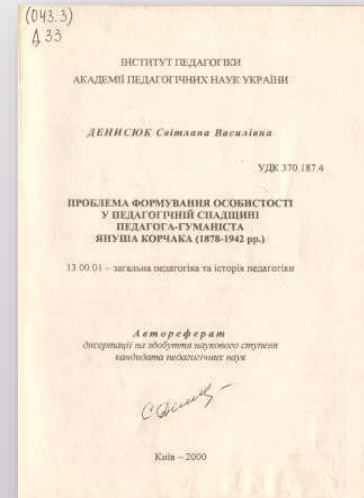 (043.3)
Д 33
ІНСТИТУТ ПЕДАГОГІКИ
АКАДЕМІЇ ПЕДАГОГІЧНИХ НАУК УКРАЇНИ
ДЕНИСЮК Світлана Василівна
УДК 370.187.4
ПРОБЛЕМА ФОРМУВАННЯ ОСОБИСТОСТІ
У ПЕДАГОГІЧНІЙ СПАДЩИНІ
ПЕДАГОГА-ГУМАНІСТА
ЯНУША КОРЧАКА (1878-1942 рр.)
13.00.01 – загальна педагогіка та історія педагогіки
Автореферат
дисертації на здобуття наукового ступеня
кандидата педагогічних наук
Київ – 2000